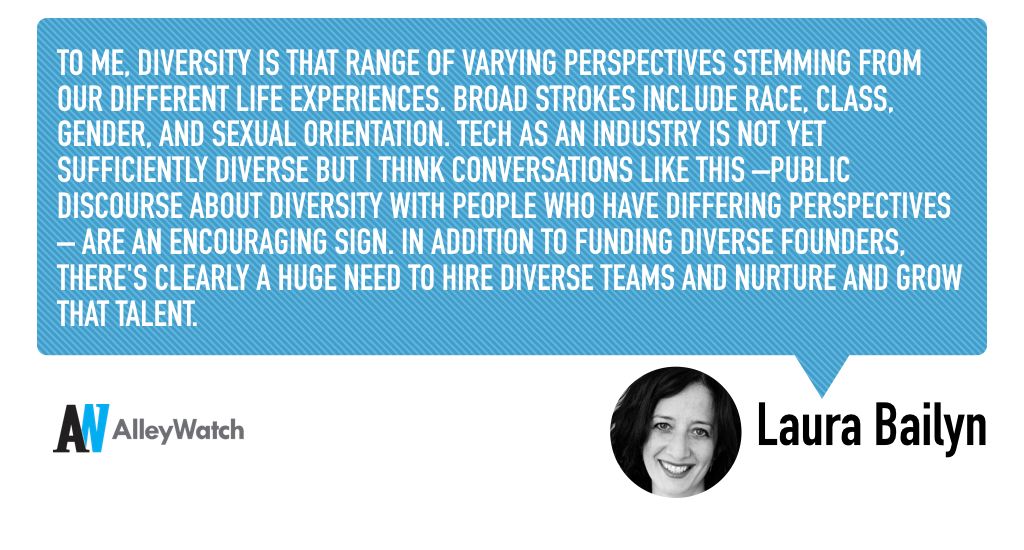 TO ME, DIVERSITY IS THAT RANGE OF VARYING PERSPECTIVES STEMMING FROM
OUR DIFFERENT LIFE EXPERIENCES. BROAD STROKES INCLUDE RACE, CLASS,
GENDER, AND SEXUAL ORIENTATION. TECH AS AN INDUSTRY IS NOT YET
SUFFICIENTLY DIVERSE BUT I THINK CONVERSATIONS LIKE THIS –PUBLIC
DISCOURSE ABOUT DIVERSITY WITH PEOPLE WHO HAVE DIFFERING PERSPECTIVES
– ARE AN ENCOURAGING SIGN. IN ADDITION TO FUNDING DIVERSE FOUNDERS,
THERE'S CLEARLY A HUGE NEED TO HIRE DIVERSE TEAMS AND NURTURE AND GROW
THAT TALENT.
AW AlleyWatch
Laura Bailyn